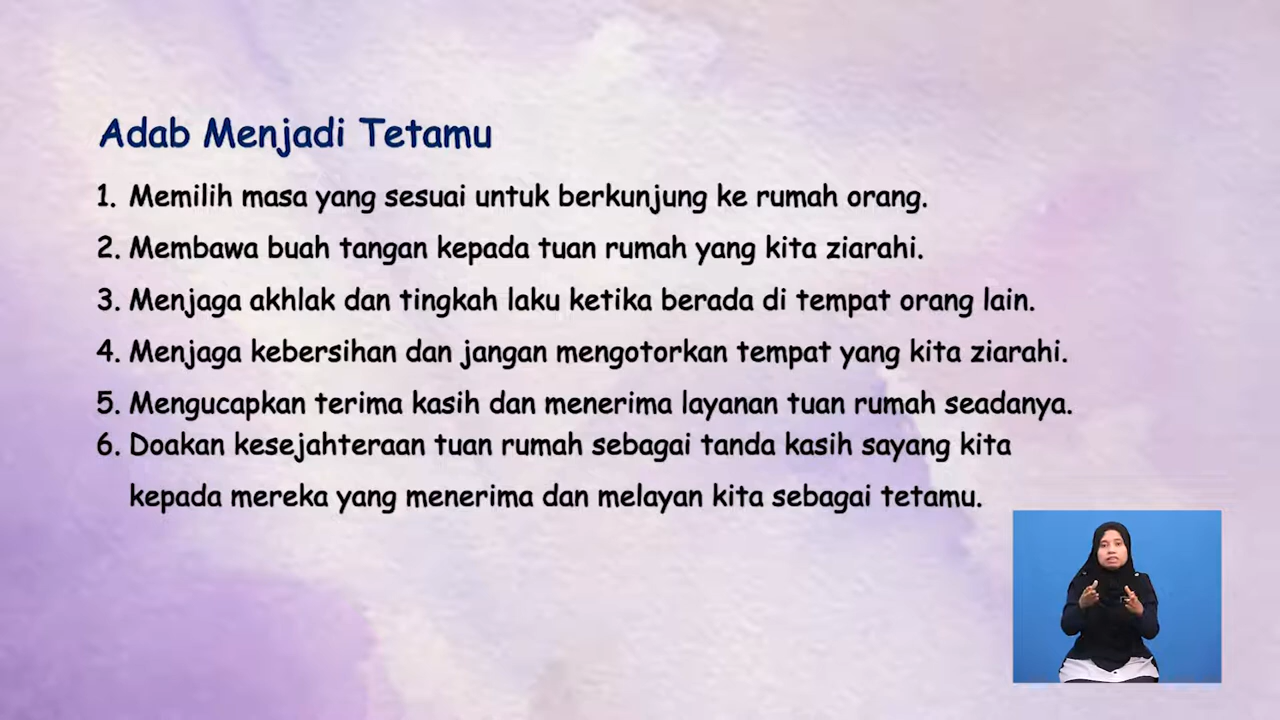 Adab Menjadi Tetamu
1. Memilih masa yang sesuai untuk berkunjung ke rumah orang.
2. Membawa buah tangan kepada tuan rumah yang kita ziarahi.
3. Menjaga akhlak dan tingkah laku ketika berada di tempat orang lain.
4. Menjaga kebersihan dan jangan mengotorkan tempat yang kita ziarahi.
5. Mengucapkan terima kasih dan menerima layanan tuan rumah seadanya.
6. Doakan kesejahteraan tuan rumah sebagai tanda kasih sayang kita
kepada mereka yang menerima dan melayan kita sebagai tetamu.